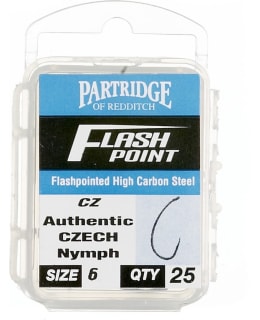 PARTRIDGE
OF REDDITCH
FLASH
POINT
Flashpointed High Carbon Steel
CZ
Authentic
CZECH
Nymph
SIZE 6 QTY 25